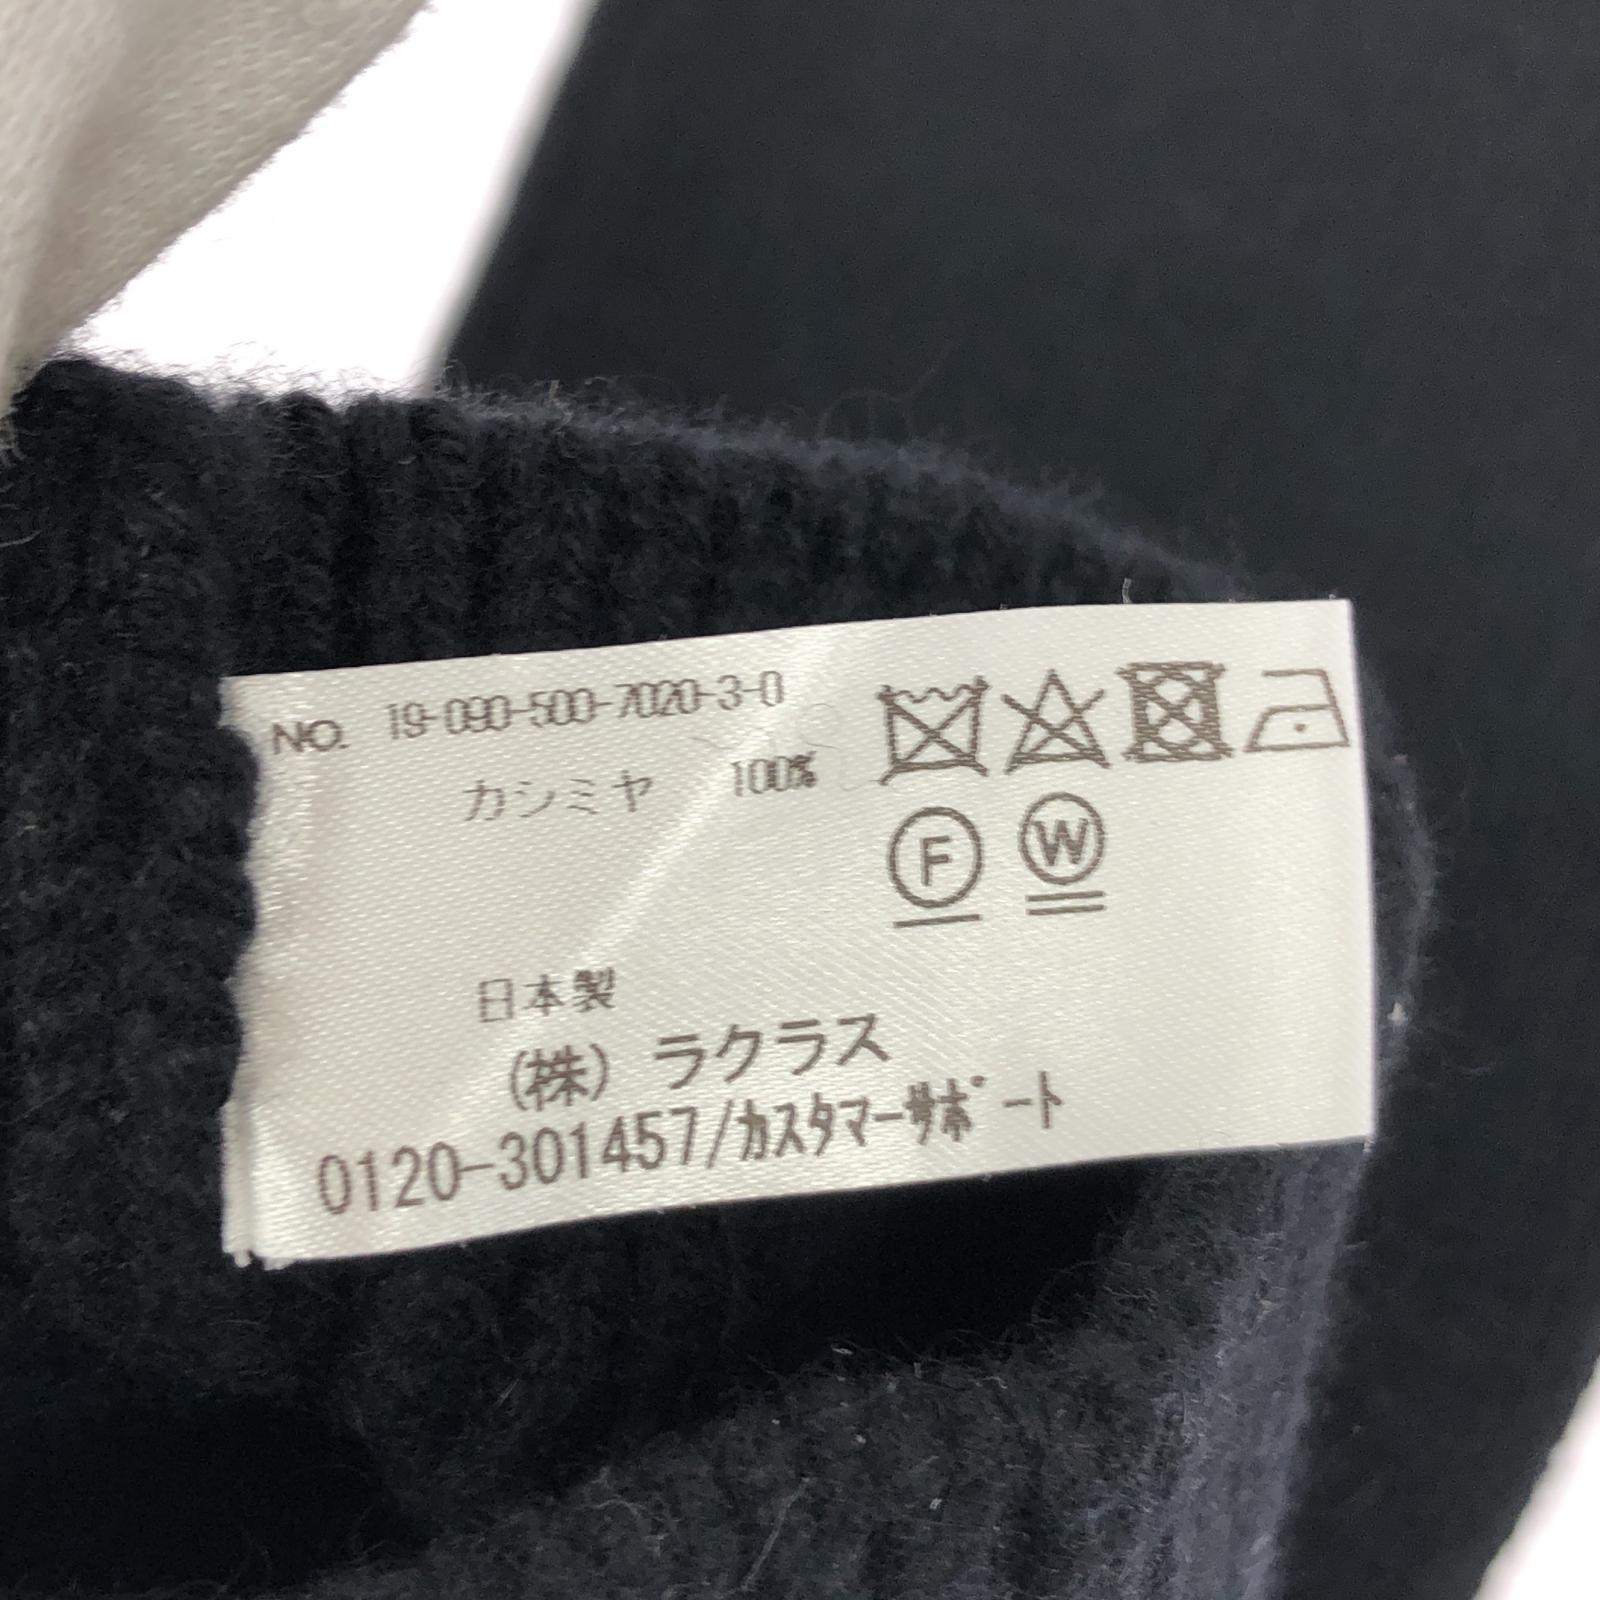 NO. 19-090-500-7020-3-0
カシミヤ 100%
F W
日本製
(株) ラクラス
0120-301457/カスタマーサポート